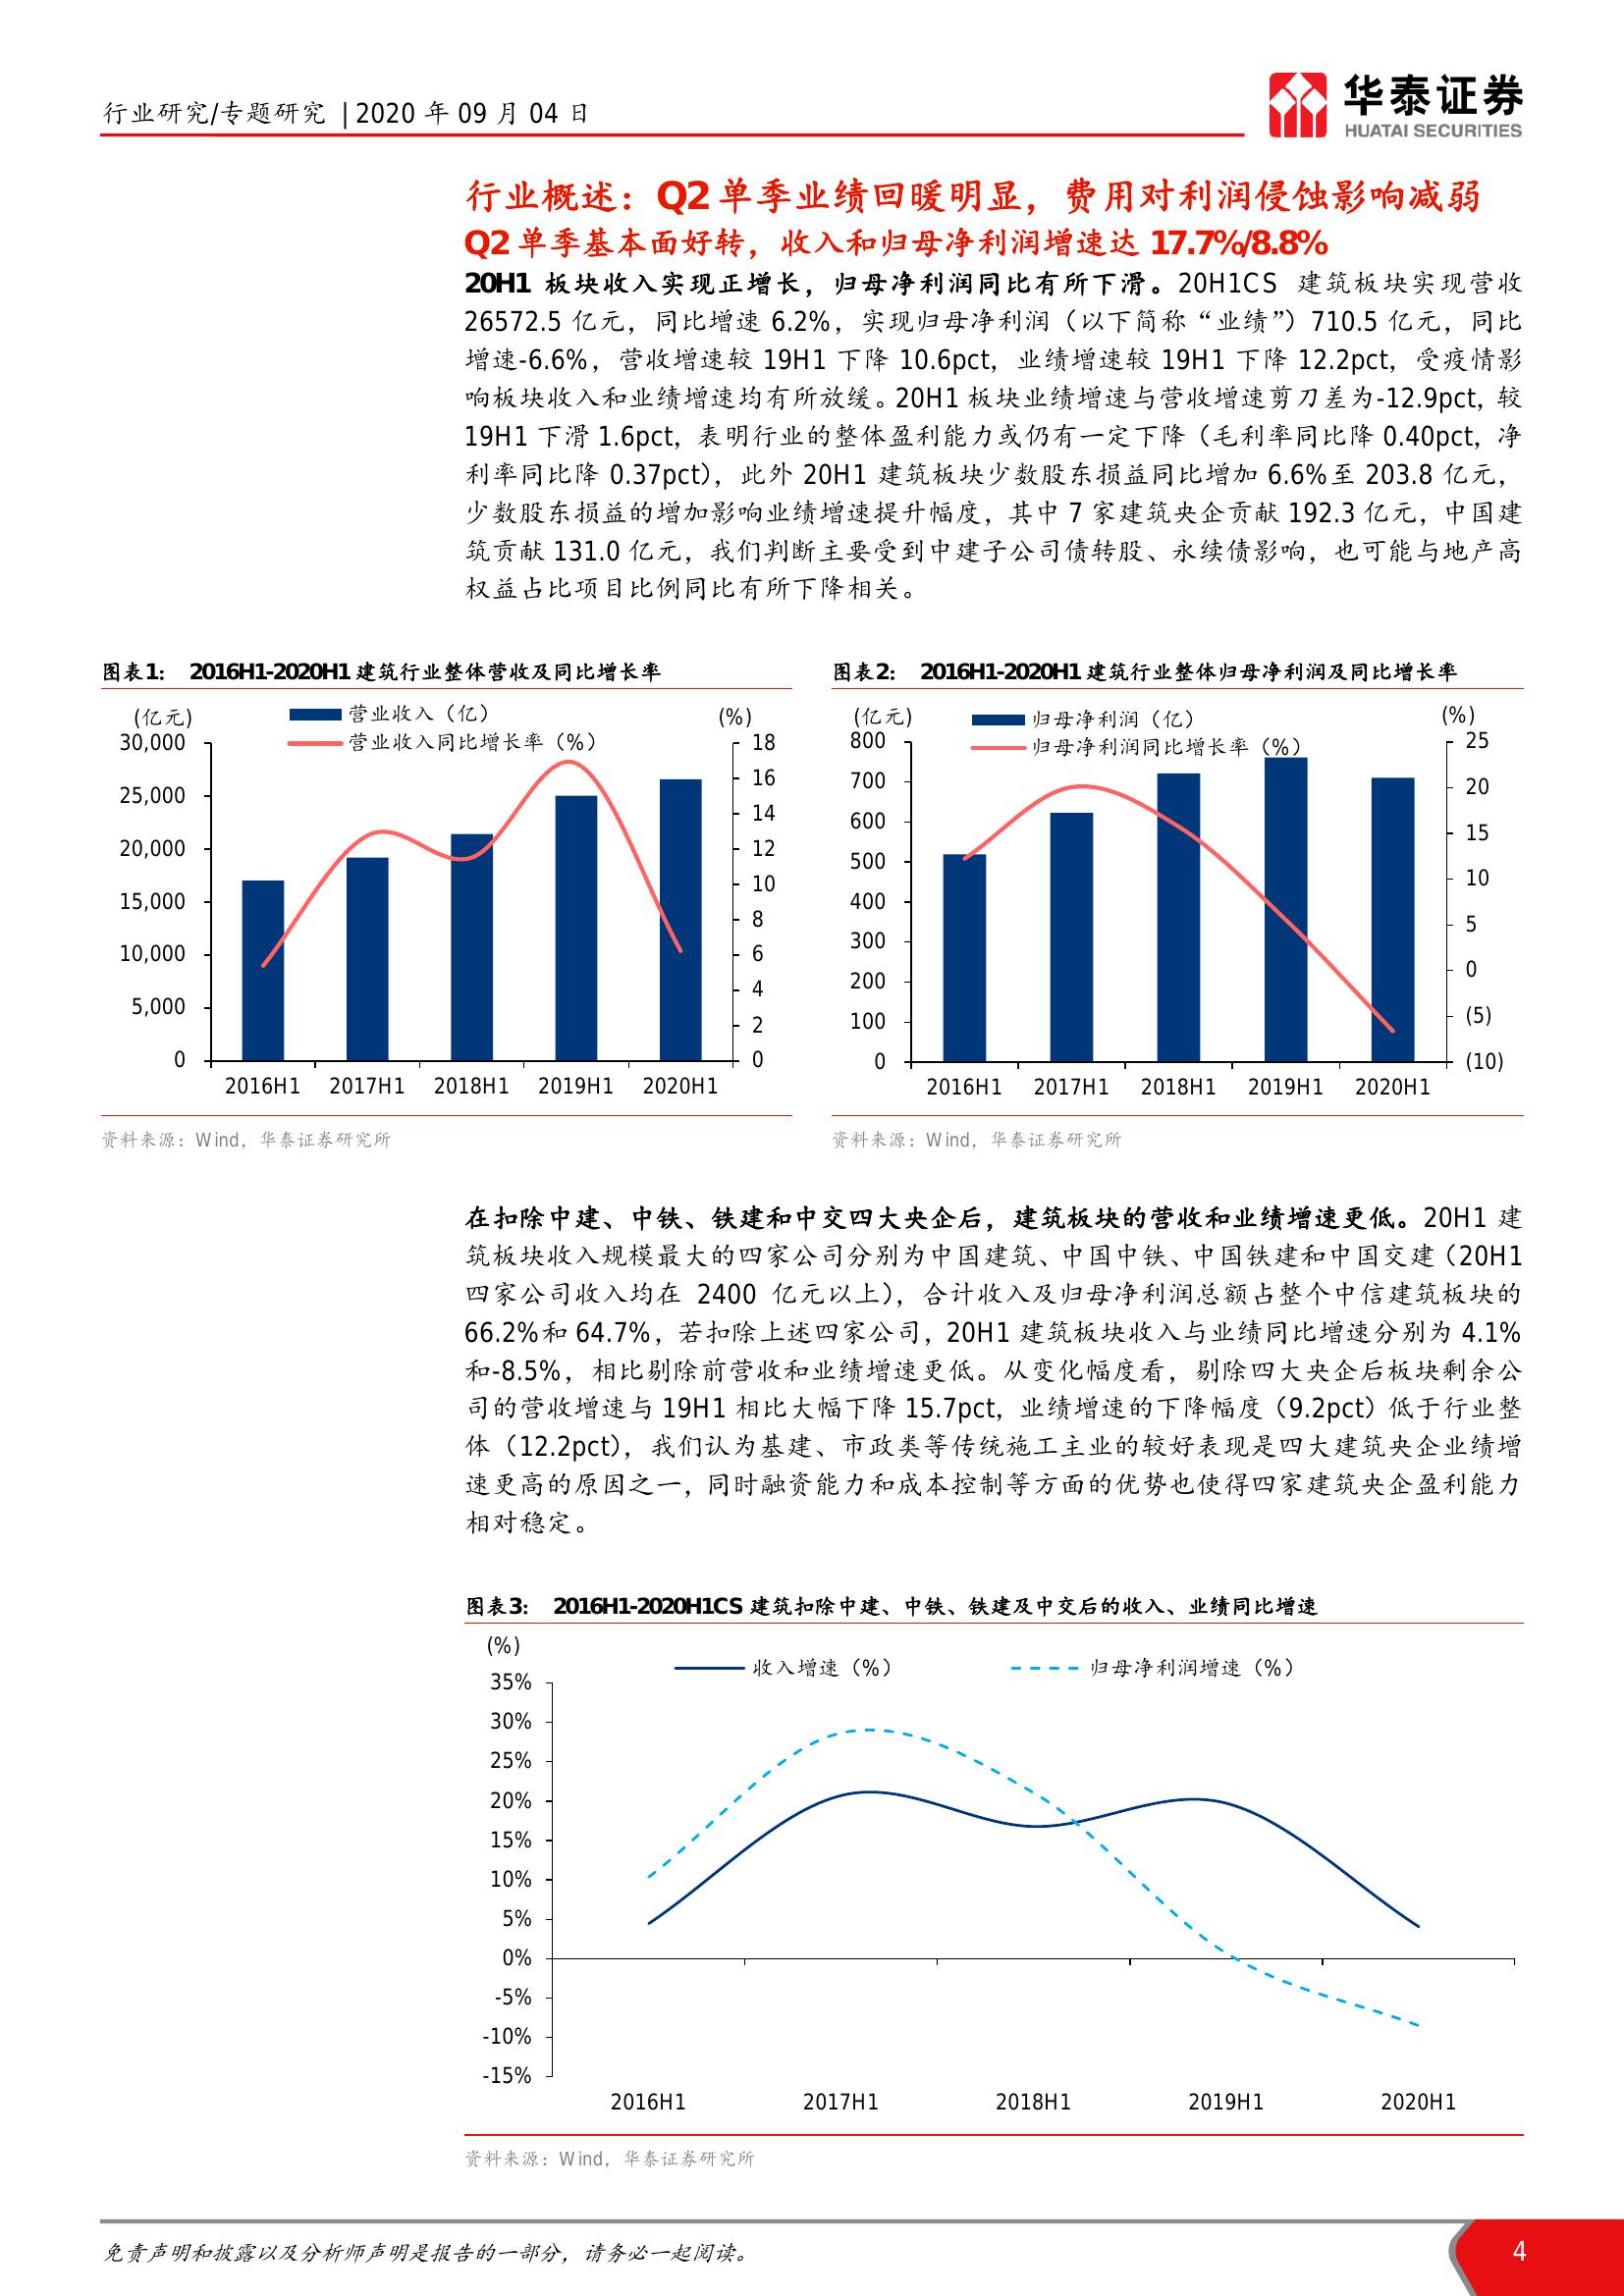 行业研究/专题研究 | 2020 年 09 月 04 日
华泰证券
HUATAI SECURITIES
行业概述：Q2 单季业绩回暖明显，费用对利润侵蚀影响减弱
Q2 单季基本面好转，收入和归母净利润增速达 17.7%/8.8%
20H1 板块收入实现正增长，归母净利润同比有所下滑。20H1CS 建筑板块实现营收
26572.5 亿元，同比增速 6.2%，实现归母净利润（以下简称“业绩”）710.5 亿元，同比
增速-6.6%，营收增速较 19H1 下降 10.6pct，业绩增速较 19H1 下降 12.2pct，受疫情影
响板块收入和业绩增速均有所放缓。20H1 板块业绩增速与营收增速剪刀差为-12.9pct，较
19H1 下滑 1.6pct，表明行业的整体盈利能力或仍有一定下降（毛利率同比降 0.40pct，净
利率同比降 0.37pct），此外 20H1 建筑板块少数股东损益同比增加 6.6%至 203.8 亿元，
少数股东损益的增加影响业绩增速提升幅度，其中 7 家建筑央企贡献 192.3 亿元，中国建
筑贡献 131.0 亿元，我们判断主要受到中建子公司债转股、永续债影响，也可能与地产高
权益占比项目比例同比有所下降相关。
图表1： 2016H1-2020H1 建筑行业整体营收及同比增长率
(亿元)
营业收入（亿）
营业收入同比增长率（%）
(%)
30,000
25,000
20,000
15,000
10,000
5,000
0
18
16
14
12
10
8
6
4
2
0
2016H1 2017H1 2018H1 2019H1 2020H1
资料来源：Wind，华泰证券研究所
图表2： 2016H1-2020H1 建筑行业整体归母净利润及同比增长率
(亿元)
归母净利润（亿）
归母净利润同比增长率（%）
(%)
800
700
600
500
400
300
200
100
0
25
20
15
10
5
0
(5)
(10)
2016H1 2017H1 2018H1 2019H1 2020H1
资料来源：Wind，华泰证券研究所
在扣除中建、中铁、铁建和中交四大央企后，建筑板块的营收和业绩增速更低。20H1 建
筑板块收入规模最大的四家公司分别为中国建筑、中国中铁、中国铁建和中国交建（20H1
四家公司收入均在 2400 亿元以上），合计收入及归母净利润总额占整个中信建筑板块的
66.2%和 64.7%，若扣除上述四家公司，20H1 建筑板块收入与业绩同比增速分别为 4.1%
和-8.5%，相比剔除前营收和业绩增速更低。从变化幅度看，剔除四大央企后板块剩余公
司的营收增速与 19H1 相比大幅下降 15.7pct，业绩增速的下降幅度（9.2pct）低于行业整
体（12.2pct），我们认为基建、市政类等传统施工主业的较好表现是四大建筑央企业绩增
速更高的原因之一，同时融资能力和成本控制等方面的优势也使得四家建筑央企盈利能力
相对稳定。
图表3： 2016H1-2020H1CS 建筑扣除中建、中铁、铁建及中交后的收入、业绩同比增速
(%)
收入增速（%） 归母净利润增速（%）
35%
30%
25%
20%
15%
10%
5%
0%
-5%
-10%
-15%
2016H1 2017H1 2018H1 2019H1 2020H1
资料来源：Wind，华泰证券研究所
免责声明和披露以及分析师声明是报告的一部分，请务必一起阅读。
4